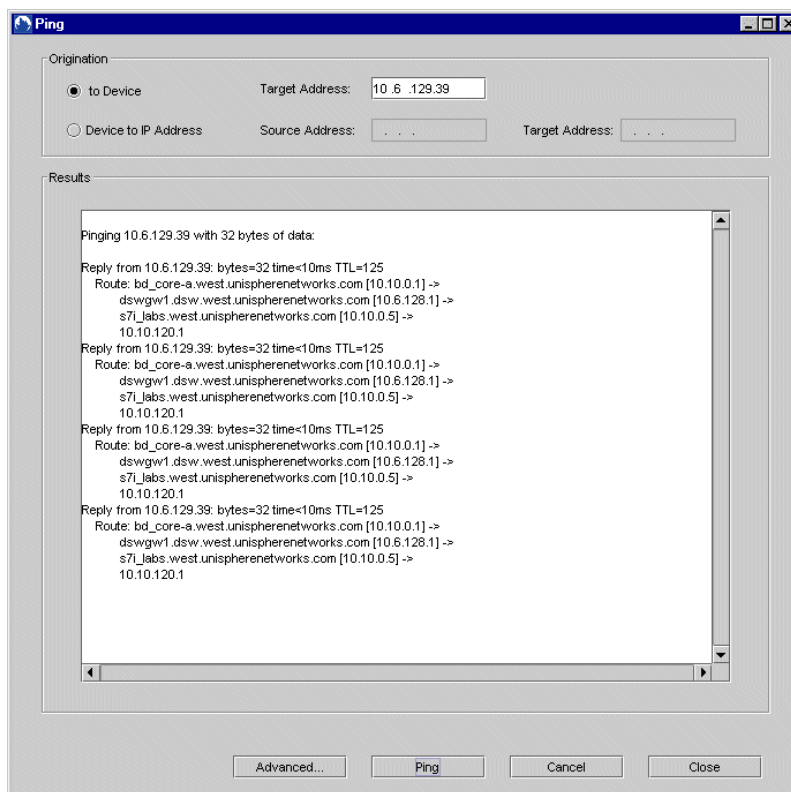 Ping
Origination
to Device Target Address: 10 .6 .129.39
Device to IP Address Source Address: . . . Target Address: . . .
Results
Pinging 10.6.129.39 with 32 bytes of data:
Reply from 10.6.129.39: bytes=32 time<10ms TTL=125
Route: bd_core-a.west.unispherenetworks.com [10.10.0.1] ->
dswgw1.dsw.west.unispherenetworks.com [10.6.128.1] ->
s7i_labs.west.unispherenetworks.com [10.10.0.5] ->
10.10.120.1
Reply from 10.6.129.39: bytes=32 time<10ms TTL=125
Route: bd_core-a.west.unispherenetworks.com [10.10.0.1] ->
dswgw1.dsw.west.unispherenetworks.com [10.6.128.1] ->
s7i_labs.west.unispherenetworks.com [10.10.0.5] ->
10.10.120.1
Reply from 10.6.129.39: bytes=32 time<10ms TTL=125
Route: bd_core-a.west.unispherenetworks.com [10.10.0.1] ->
dswgw1.dsw.west.unispherenetworks.com [10.6.128.1] ->
s7i_labs.west.unispherenetworks.com [10.10.0.5] ->
10.10.120.1
Reply from 10.6.129.39: bytes=32 time<10ms TTL=125
Route: bd_core-a.west.unispherenetworks.com [10.10.0.1] ->
dswgw1.dsw.west.unispherenetworks.com [10.6.128.1] ->
s7i_labs.west.unispherenetworks.com [10.10.0.5] ->
10.10.120.1
Advanced... Ping Cancel Close